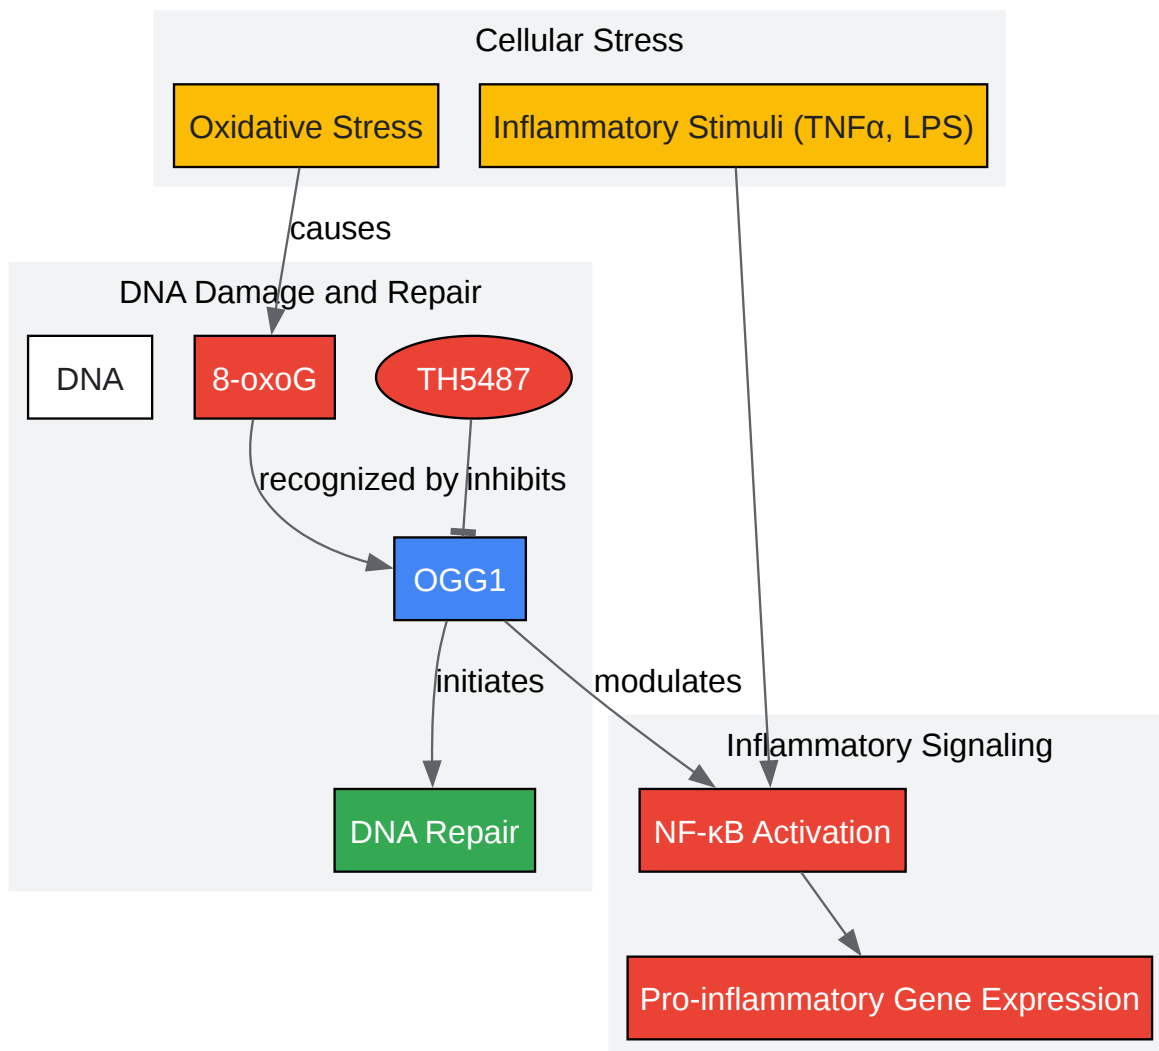 Cellular Stress
Oxidative Stress
Inflammatory Stimuli (TNFα, LPS)
causes
DNA Damage and Repair
DNA
8-oxoG
TH5487
recognized by
inhibits
OGG1
initiates
modulates
Inflammatory Signaling
DNA Repair
NF-κB Activation
Pro-inflammatory Gene Expression